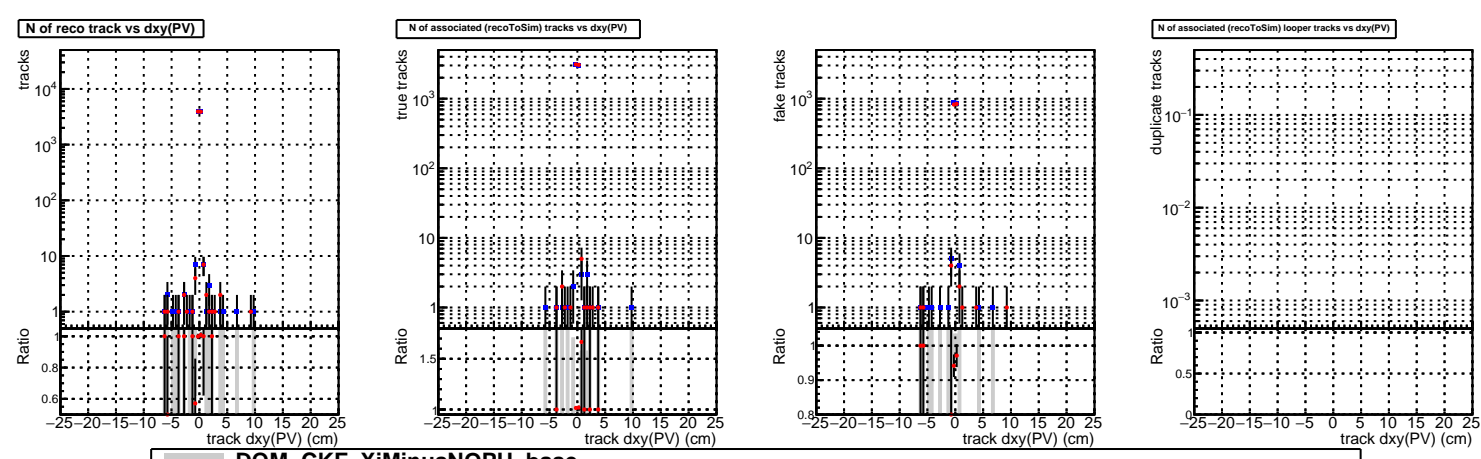 N of reco track vs dxy(PV)
tracks
10⁴
10³
10²
10
1
Ratio
1
0.8
0.6
−25−20−15−10 −5 0 5 10 15 20 25
track dxy(PV) (cm)
N of associated (recoToSim) tracks vs dxy(PV)
true tracks
10³
10²
10
1
Ratio
1.5
1
−25−20−15−10 −5 0 5 10 15 20 25
track dxy(PV) (cm)
fake tracks
10³
10²
10
1
Ratio
1
0.9
0.8
−25−20−15−10 −5 0 5 10 15 20 25
track dxy(PV) (cm)
N of associated (recoToSim) looper tracks vs dxy(PV)
duplicate tracks
10⁻¹
10⁻²
10⁻³
Ratio
1
0.5
0
−25−20−15−10 −5 0 5 10 15 20 25
track dxy(PV) (cm)